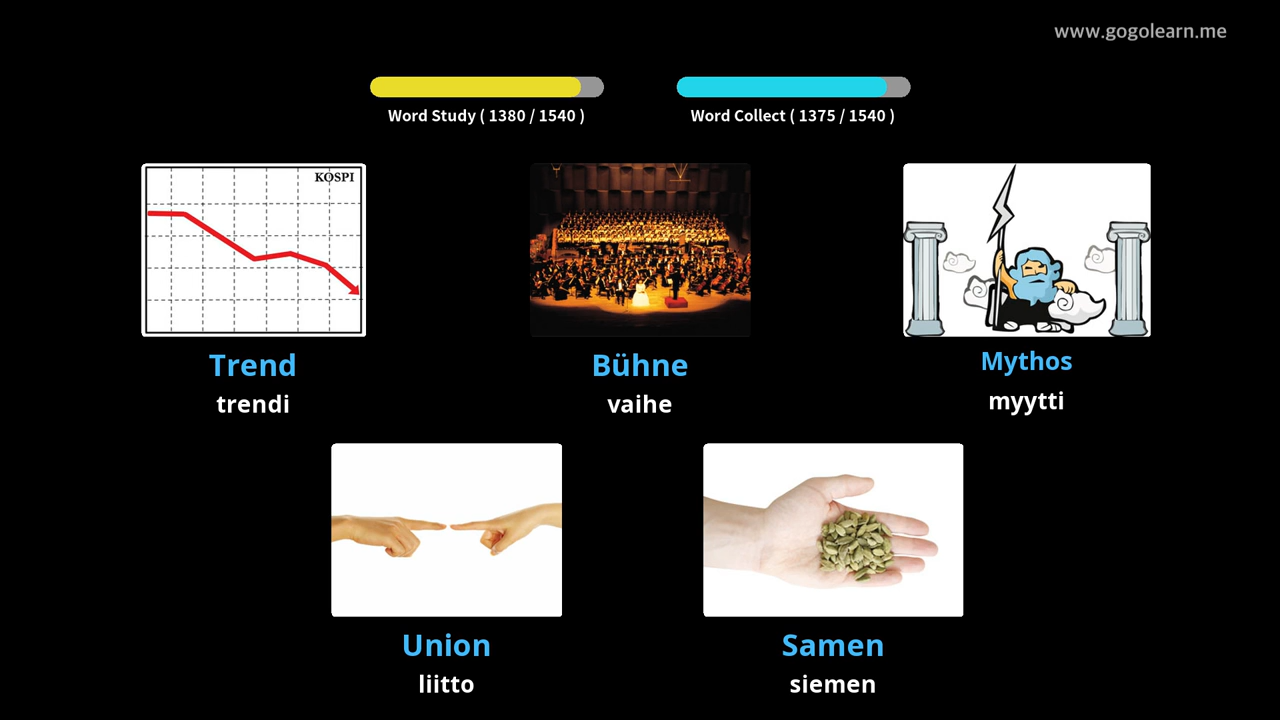 www.gogolearn.me
Word Study ( 1380 / 1540 )
Word Collect ( 1375 / 1540 )
KOSPI
Trend
trendi
Bühne
vaihe
Mythos
myytti
Union
liitto
Samen
siemen